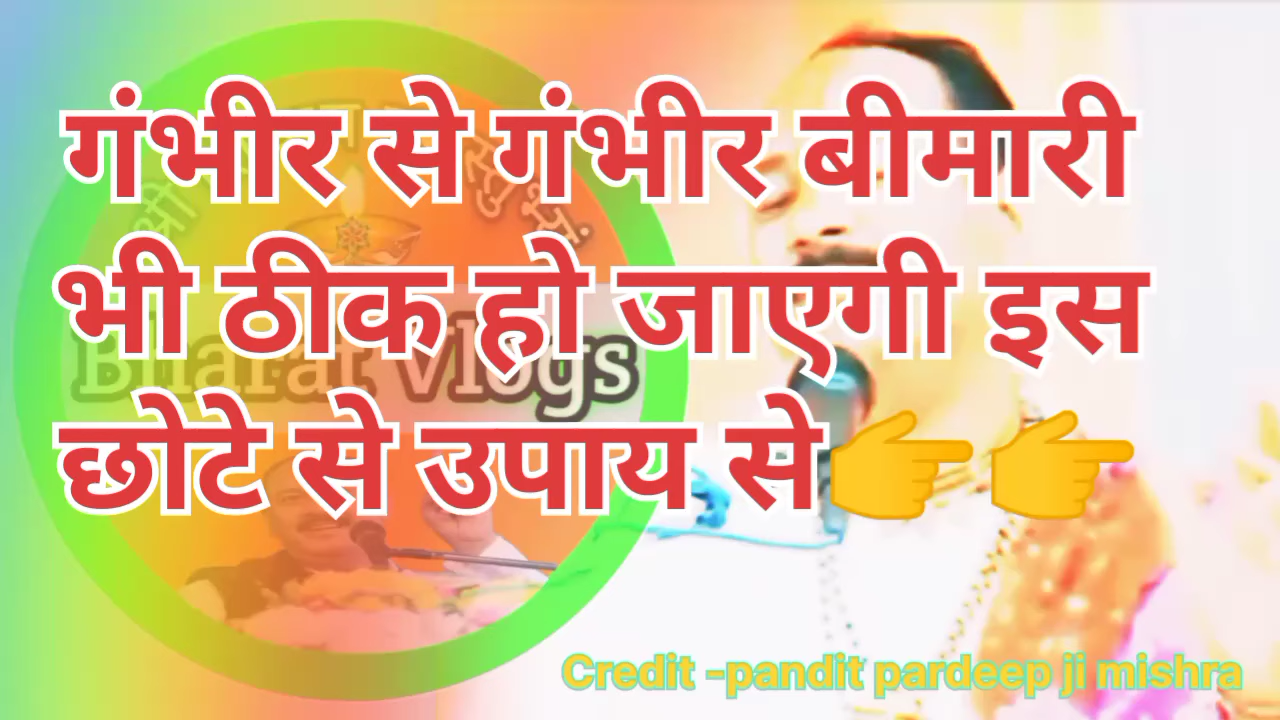 गंभीर से गंभीर बीमारी
भी ठीक हो जाएगी इस
छोटे से उपाय से👉👉
श्री
Bharat Vlogs
Credit -pandit pardeep ji mishra